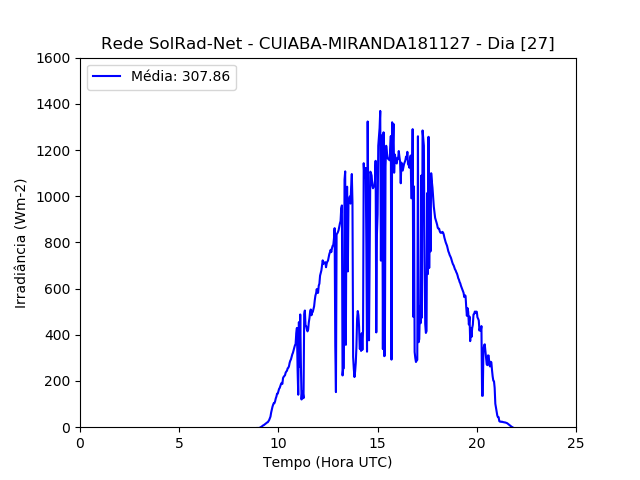 Rede SolRad-Net - CUIABA-MIRANDA181127 - Dia [27]
Média: 307.86
1600
1400
1200
1000
800
600
400
200
0
Irradiância (Wm-2)
0 5 10 15 20 25
Tempo (Hora UTC)